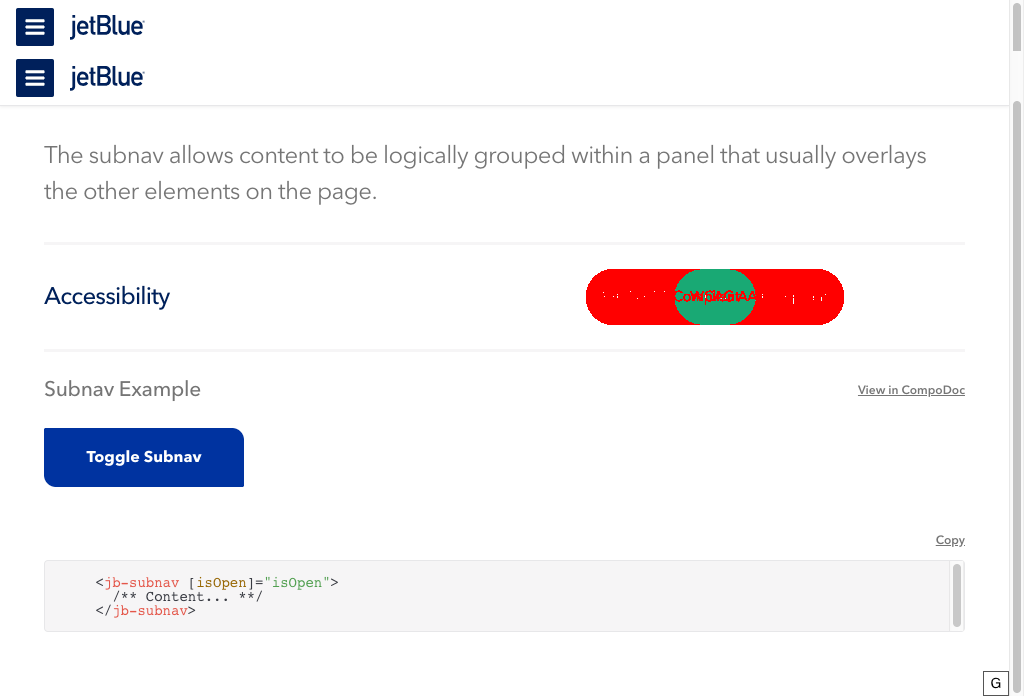 jetBlue
jetBlue
The subnav allows content to be logically grouped within a panel that usually overlays
the other elements on the page.
Accessibility
Subnav Example
View in CompoDoc
Toggle Subnav
Copy
<jb-subnav [isOpen]="isOpen">
/** Content... **/
</jb-subnav>
G